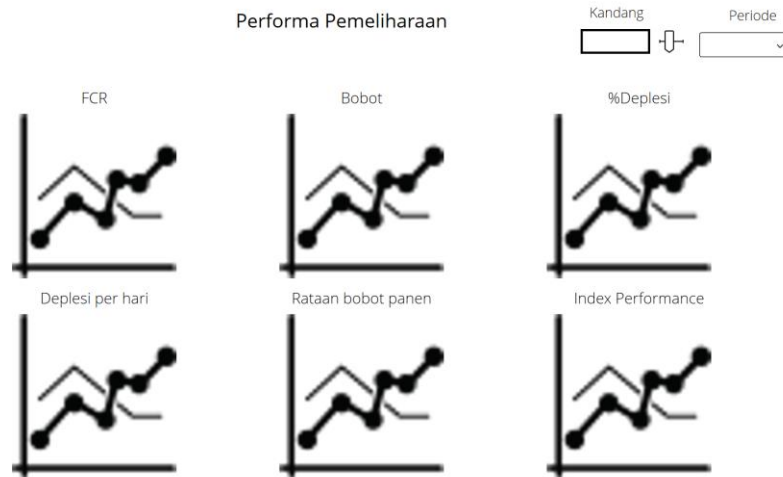 Performa Pemeliharaan
Kandang
Periode
FCR
Bobot
%Deplesi
Deplesi per hari
Rataan bobot panen
Index Performance